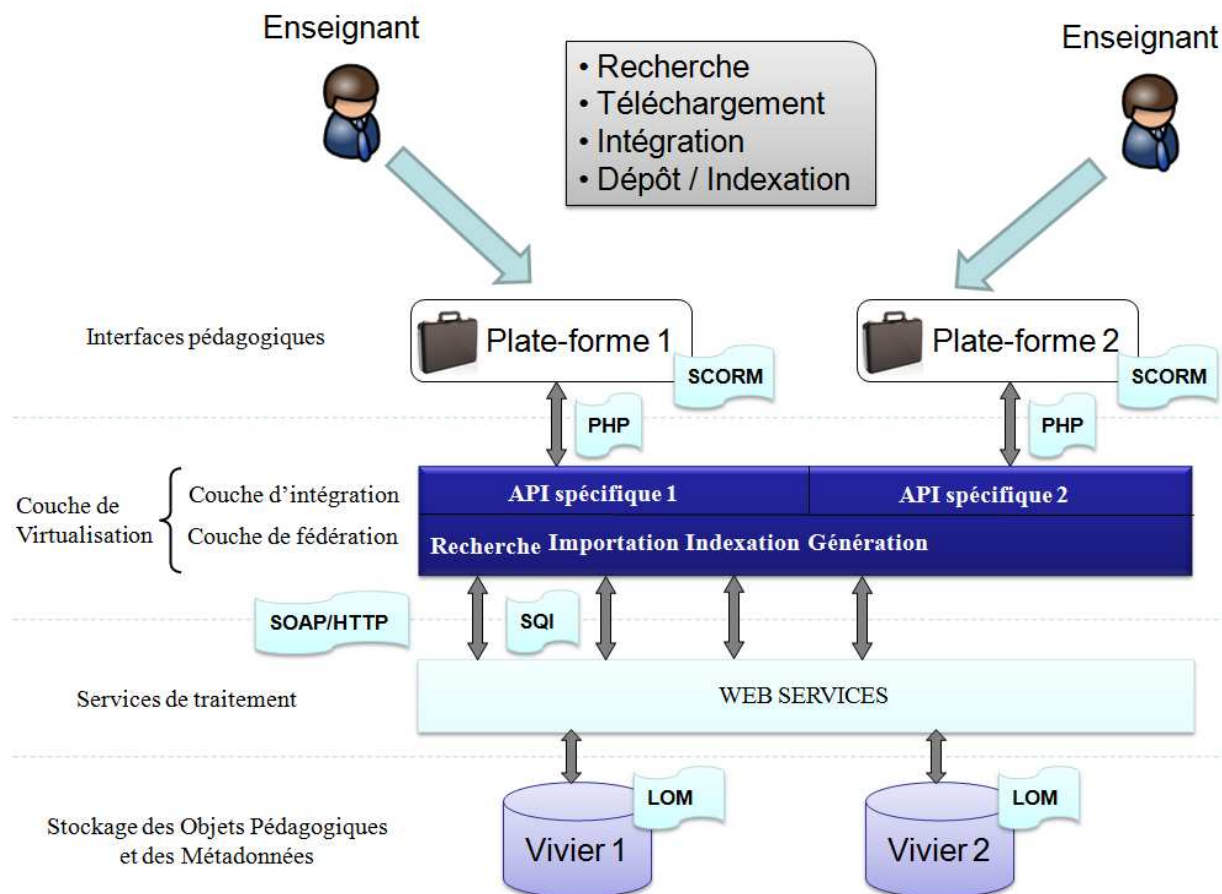 Enseignant
Enseignant
• Recherche
• Téléchargement
• Intégration
• Dépôt / Indexation
Interfaces pédagogiques
Plate-forme 1
SCORM
Plate-forme 2
SCORM
PHP
PHP
Couche de
Virtualisation
Couche d’intégration
Couche de fédération
API spécifique 1
API spécifique 2
Recherche Importation Indexation Génération
SOAP/HTTP
SQI
Services de traitement
WEB SERVICES
Stockage des Objets Pédagogiques
et des Métadonnées
LOM
Vivier 1
LOM
Vivier 2